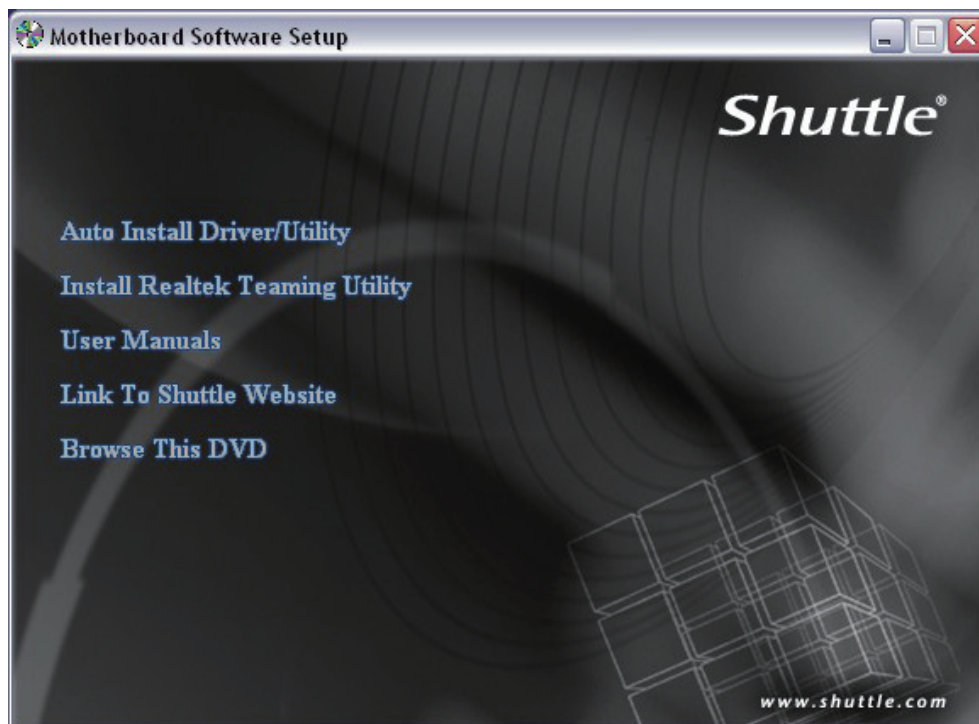 Motherboard Software Setup
Shuttle®
Auto Install Driver/Utility
Install Realtek Teaming Utility
User Manuals
Link To Shuttle Website
Browse This DVD
www.shuttle.com